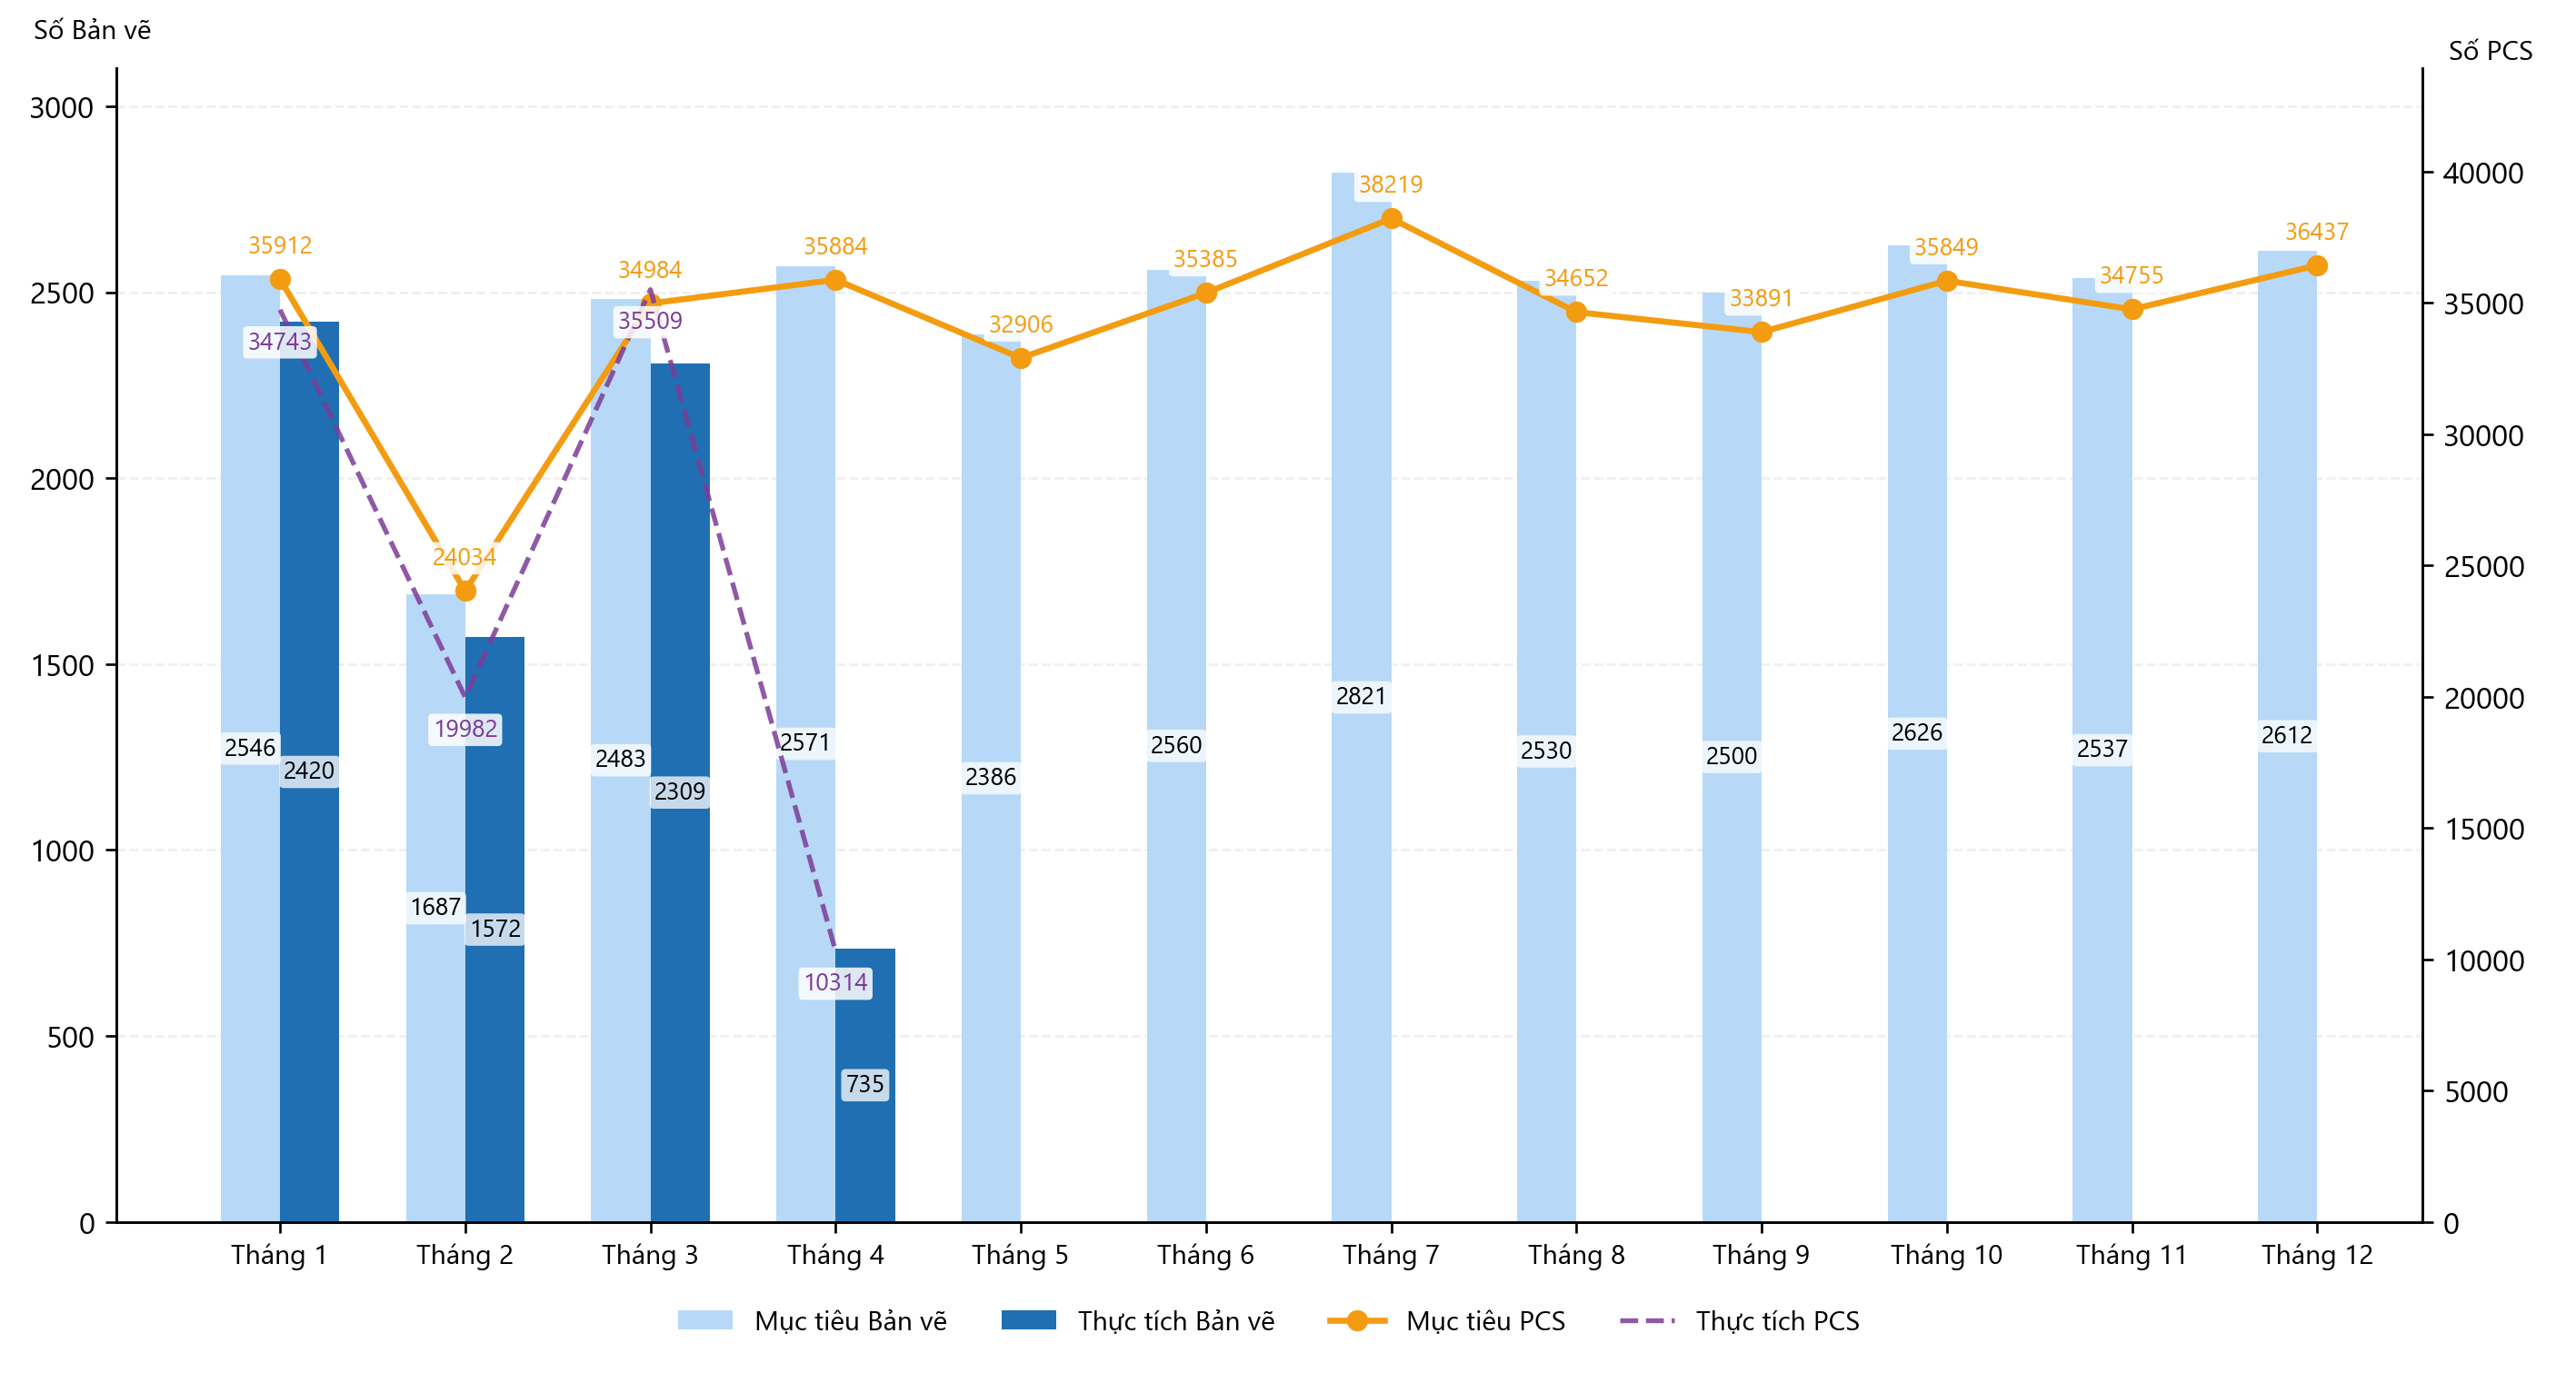 Số Bản vẽ
Số PCS
3000
2500
2000
1500
1000
500
0
40000
35000
30000
25000
20000
15000
10000
5000
0
35912
24034
34984
35884
32906
35385
38219
34652
33891
35849
34755
36437
34743
19982
35509
10314
2546
2420
1687
1572
2483
2309
2571
735
2386
2560
2821
2530
2500
2626
2537
2612
Tháng 1
Tháng 2
Tháng 3
Tháng 4
Tháng 5
Tháng 6
Tháng 7
Tháng 8
Tháng 9
Tháng 10
Tháng 11
Tháng 12
Mục tiêu Bản vẽ
Thực tích Bản vẽ
Mục tiêu PCS
Thực tích PCS